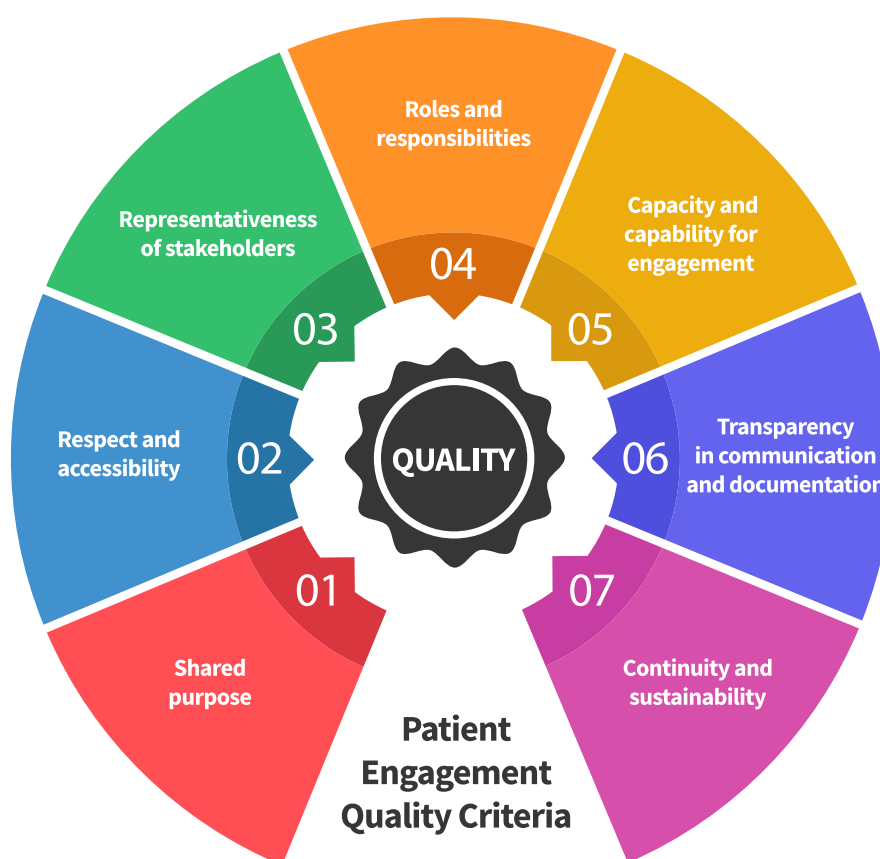 01
Shared
purpose
02
Respect and
accessibility
03
Representativeness
of stakeholders
04
Roles and
responsibilities
05
Capacity and
capability for
engagement
06
Transparency
in communication
and documentation
07
Continuity and
sustainability
QUALITY
Patient
Engagement
Quality Criteria